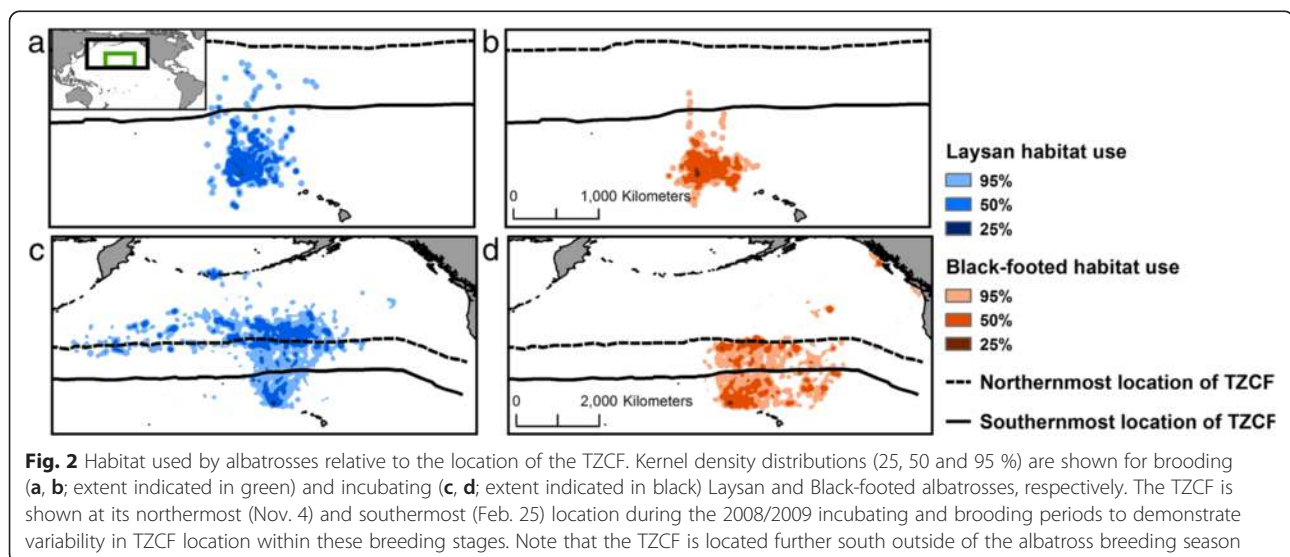 a
b
0 1,000 Kilometers
Laysan habitat use
95%
50%
25%
Black-footed habitat use
95%
50%
25%
Northernmost location of TZCF
Southernmost location of TZCF
c
d
0 2,000 Kilometers
Fig. 2 Habitat used by albatrosses relative to the location of the TZCF. Kernel density distributions (25, 50 and 95 %) are shown for brooding
(a, b; extent indicated in green) and incubating (c, d; extent indicated in black) Laysan and Black-footed albatrosses, respectively. The TZCF is
shown at its northermost (Nov. 4) and southermost (Feb. 25) location during the 2008/2009 incubating and brooding periods to demonstrate
variability in TZCF location within these breeding stages. Note that the TZCF is located further south outside of the albatross breeding season